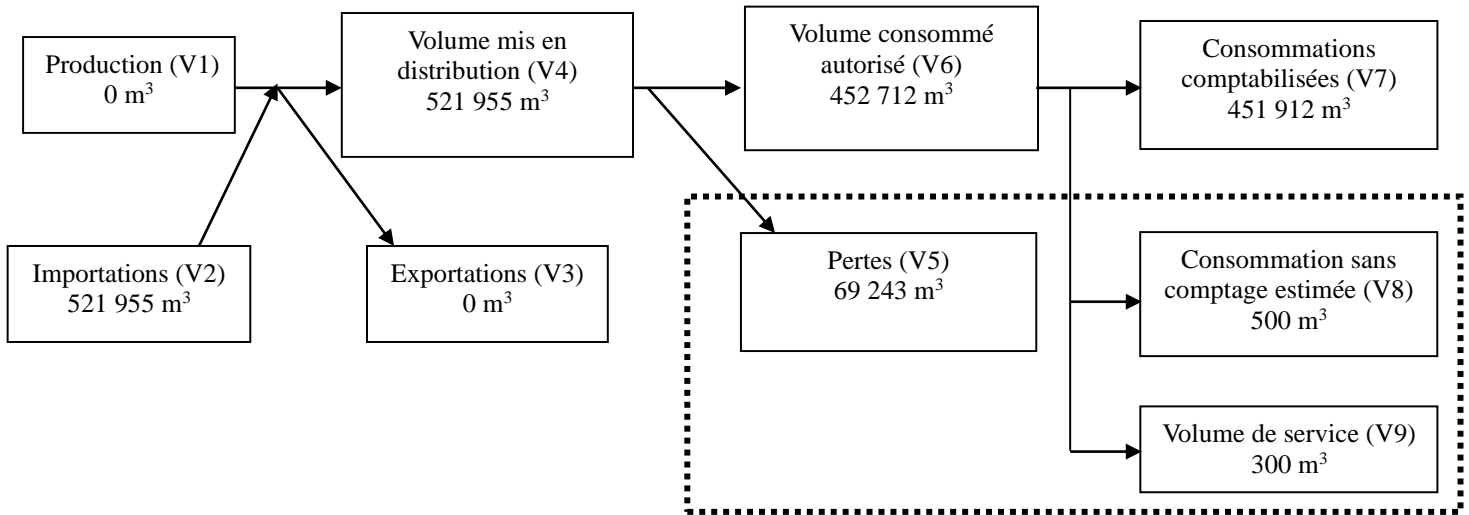 Production (V1)
0 m³
Volume mis en
distribution (V4)
521 955 m³
Volume consommé
autorisé (V6)
452 712 m³
Consommations
comptabilisées (V7)
451 912 m³
Importations (V2)
521 955 m³
Exportations (V3)
0 m³
Pertes (V5)
69 243 m³
Consommation sans
comptage estimée (V8)
500 m³
Volume de service (V9)
300 m³